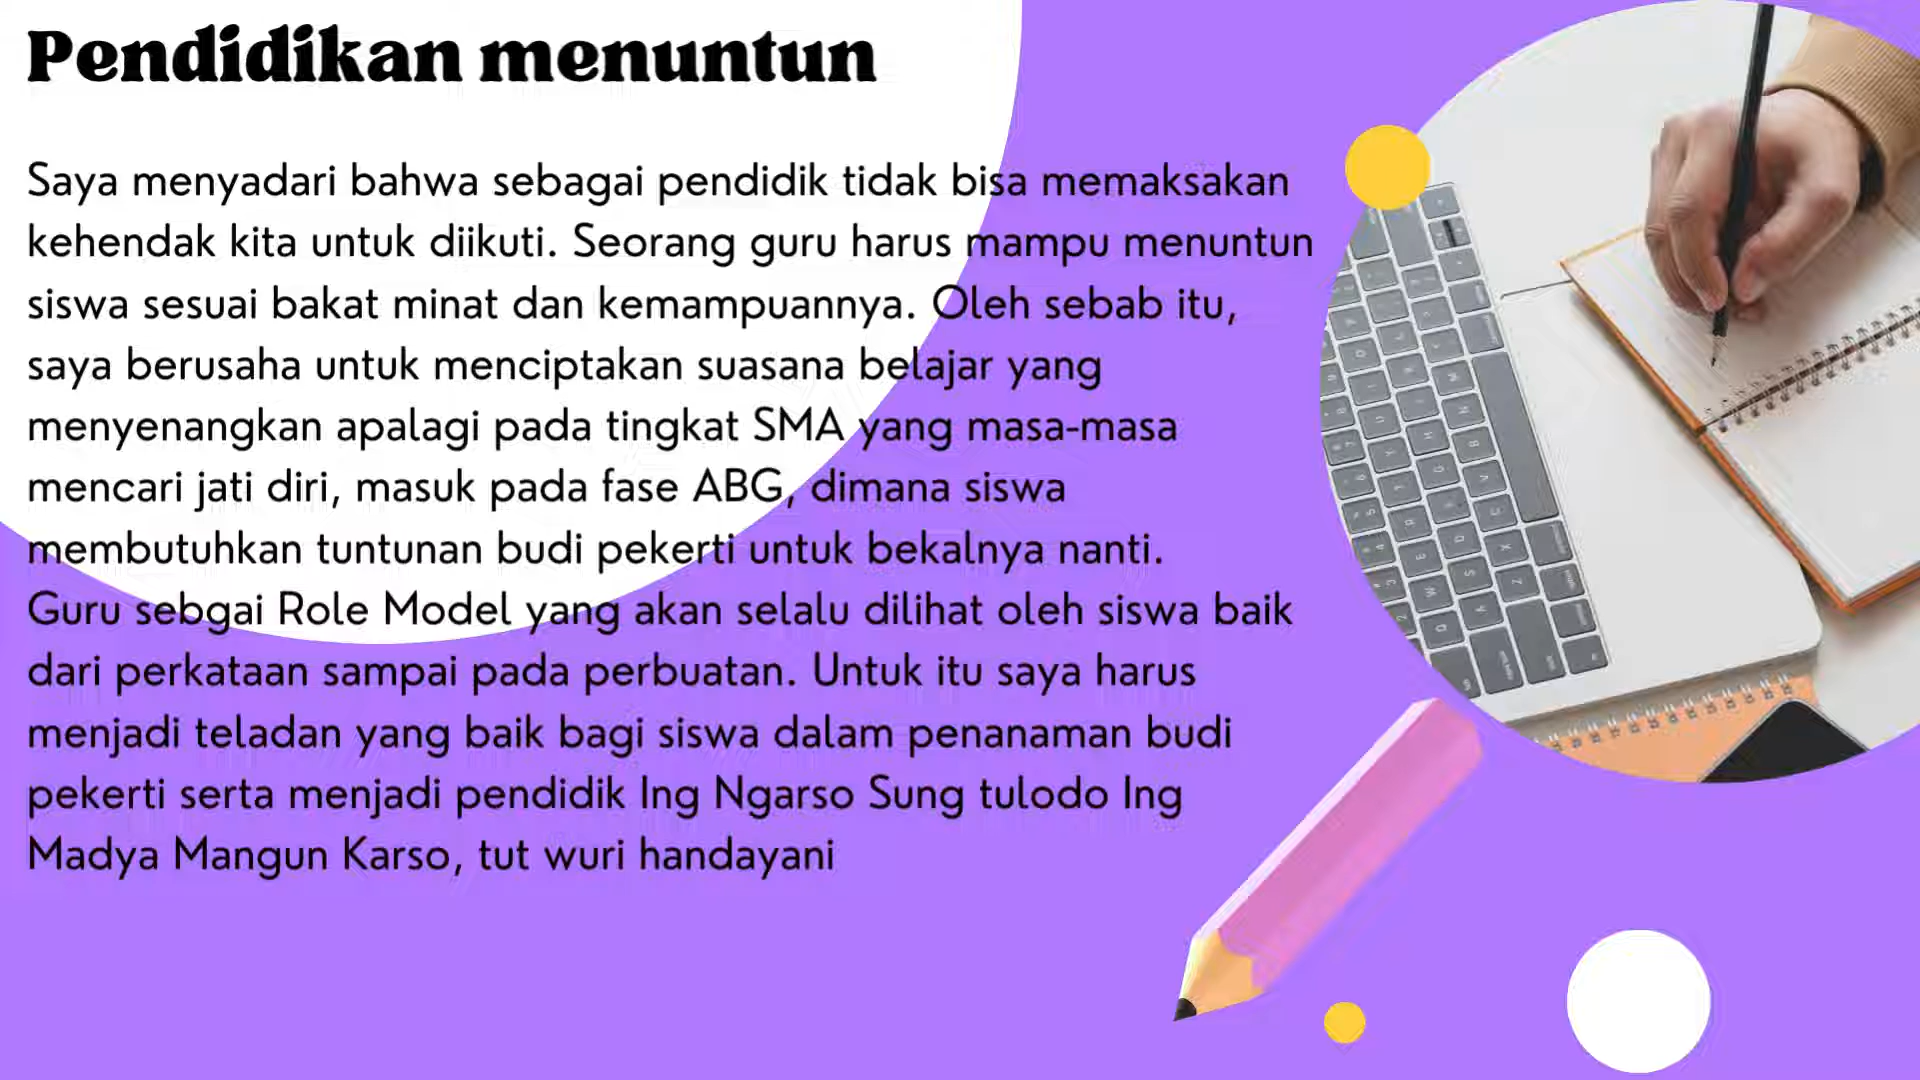 Pendidikan menuntun
Saya menyadari bahwa sebagai pendidik tidak bisa memaksakan
kehendak kita untuk diikuti. Seorang guru harus mampu menuntun
siswa sesuai bakat minat dan kemampuannya. Oleh sebab itu,
saya berusaha untuk menciptakan suasana belajar yang
menyenangkan apalagi pada tingkat SMA yang masa-masa
mencari jati diri, masuk pada fase ABG, dimana siswa
membutuhkan tuntunan budi pekerti untuk bekalnya nanti.
Guru sebgai Role Model yang akan selalu dilihat oleh siswa baik
dari perkataan sampai pada perbuatan. Untuk itu saya harus
menjadi teladan yang baik bagi siswa dalam penanaman budi
pekerti serta menjadi pendidik Ing Ngarso Sung tulodo Ing
Madya Mangun Karso, tut wuri handayani